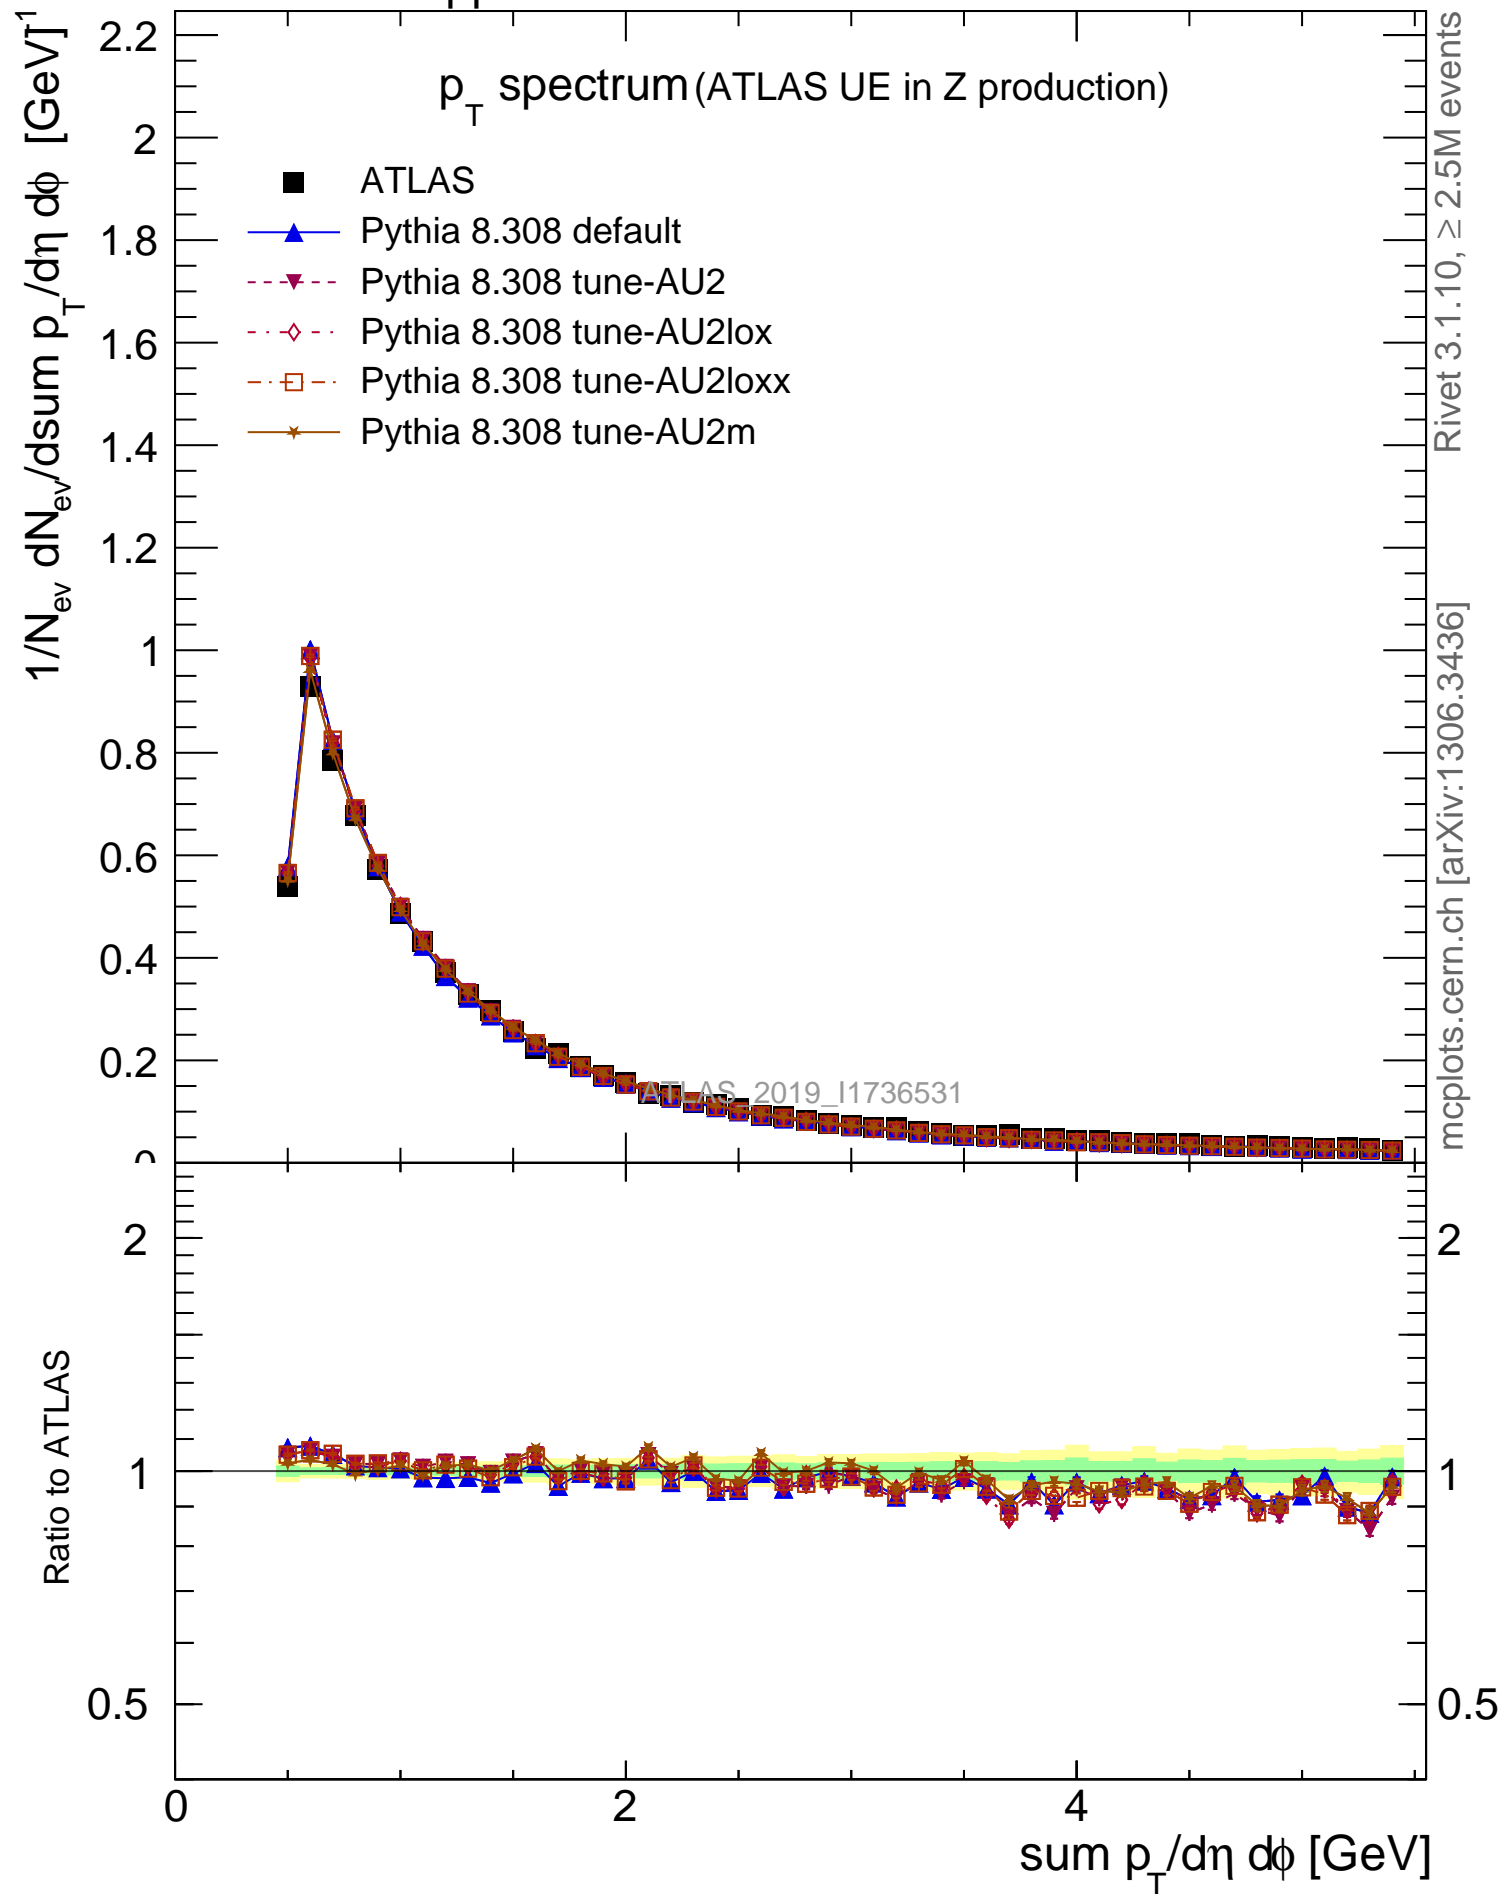 1/N_ev dN_ev/dsum p_T/dη dϕ [GeV]^-1
p_T spectrum (ATLAS UE in Z production)
ATLAS
Pythia 8.308 default
Pythia 8.308 tune-AU2
Pythia 8.308 tune-AU2lox
Pythia 8.308 tune-AU2loxx
Pythia 8.308 tune-AU2m
2.2
2
1.8
1.6
1.4
1.2
1
0.8
0.6
0.4
0.2
0
ATLAS_2019_I1736531
Rivet 3.1.10, ≥ 2.5M events
mcplots.cern.ch [arXiv:1306.3436]
Ratio to ATLAS
2
1
0.5
2
1
0.5
0
2
4
sum p_T/dη dϕ [GeV]